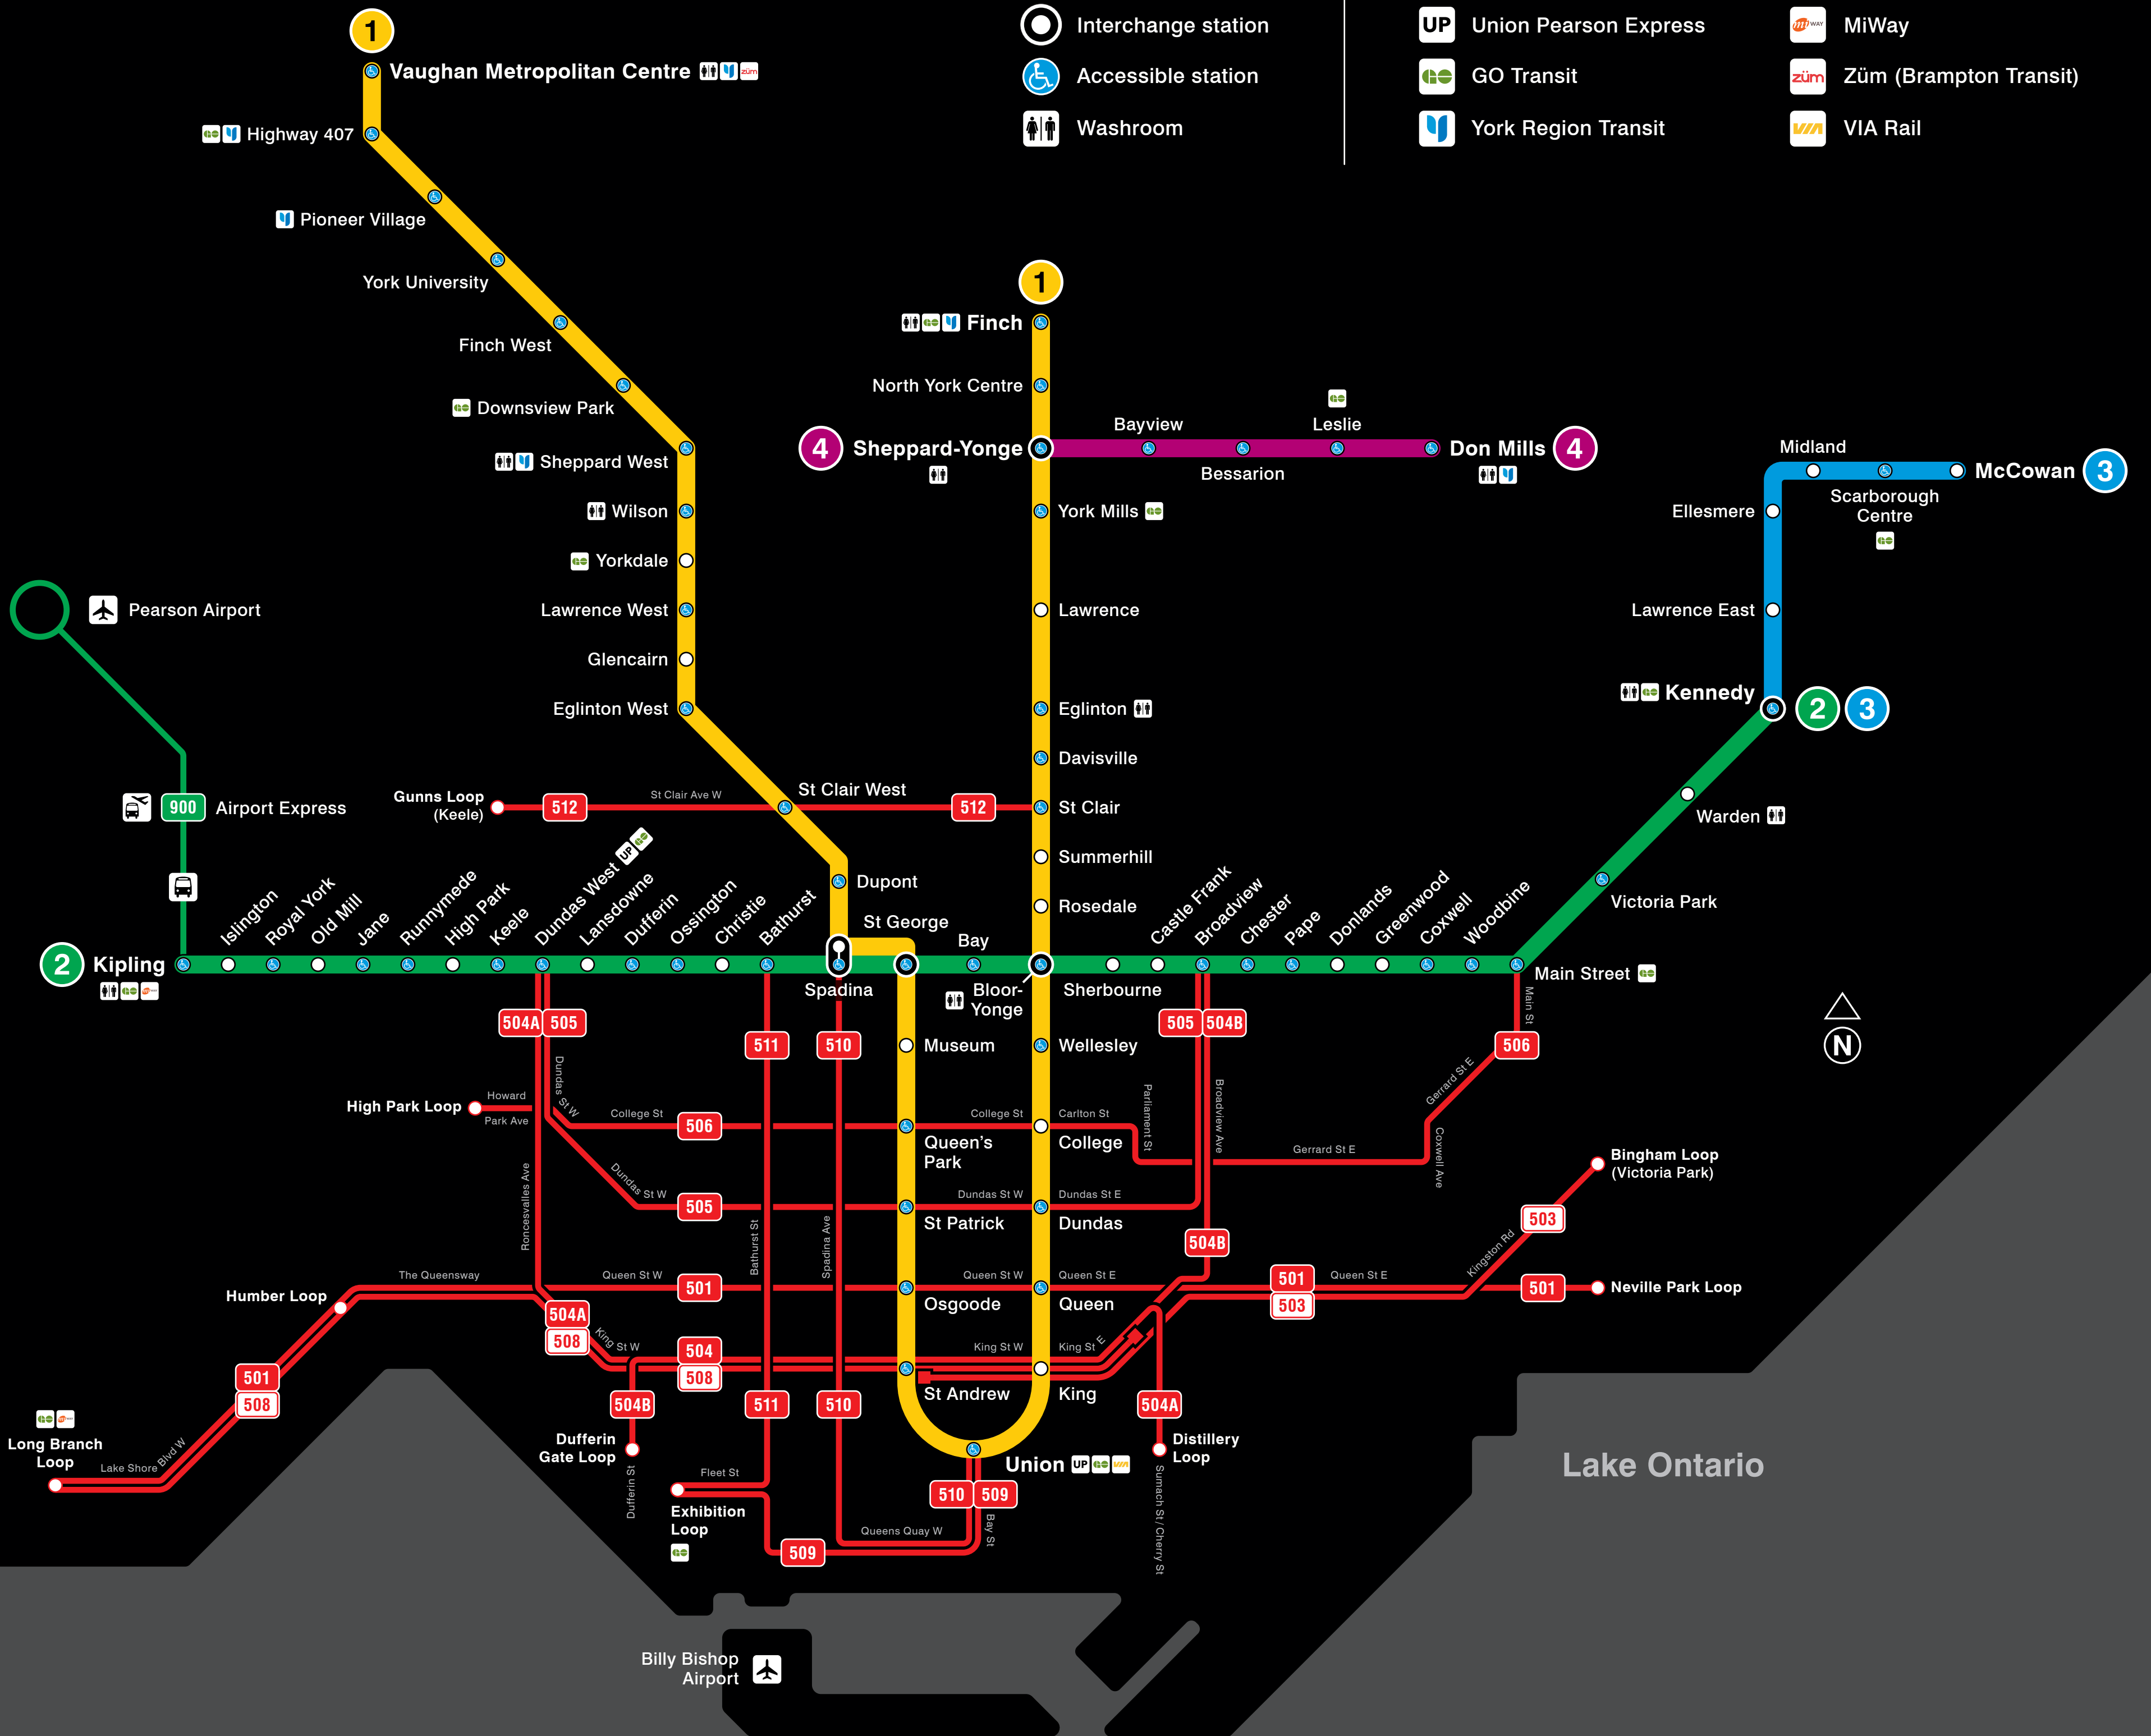 1
Vaughan Metropolitan Centre
züm
Highway 407
Pioneer Village
York University
Finch West
Downsview Park
Sheppard West
Wilson
Yorkdale
Lawrence West
Glencairn
Eglinton West
St Clair West
Dupont
St George
Spadina
Interchange station
Accessible station
Washroom
UP
Union Pearson Express
GO
GO Transit
York Region Transit
MiWAY
MiWay
züm
Züm (Brampton Transit)
VIA
VIA Rail
1
Finch
North York Centre
4
Sheppard-Yonge
Bayview
Bessarion
Leslie
Don Mills
4
York Mills
Lawrence
Eglinton
Davisville
St Clair
Summerhill
Rosedale
Bloor-
Yonge
Wellesley
College
Dundas
Queen
King
Union
UP
VIA
Midland
McCowan
3
Scarborough
Centre
Ellesmere
Lawrence East
Kennedy
2
3
Warden
Victoria Park
Main Street
Pearson Airport
900
Airport Express
2
Kipling
Islington
Royal York
Old Mill
Jane
Runnymede
High Park
Keele
Dundas West
UP
Lansdowne
Dufferin
Ossington
Christie
Bathurst
Bay
Sherbourne
Castle Frank
Broadview
Chester
Pape
Donlands
Greenwood
Coxwell
Woodbine
Gunns Loop
(Keele)
512
St Clair Ave W
512
504A
505
511
510
Museum
505
504B
506
Main St
N
High Park Loop
Howard
Park Ave
Dundas St W
College St
506
College St
Carlton St
Queen's
Park
Parliament St
Broadview Ave
Gerrard St E
Gerrard St E
Coxwell Ave
Roncesvalles Ave
Dundas St W
505
Bathurst St
Spadina Ave
Dundas St W
Dundas St E
St Patrick
504B
Bingham Loop
(Victoria Park)
503
Kingston Rd
Humber Loop
The Queensway
Queen St W
501
Queen St W
Queen St E
Osgoode
501
503
Queen St E
501
Neville Park Loop
504A
508
King St W
504
508
King St W
King St E
St Andrew
501
508
Long Branch
Loop
Lake Shore Blvd W
504B
Dufferin
Gate Loop
Dufferin St
511
510
504A
Distillery
Loop
Sumach St / Cherry St
Fleet St
Exhibition
Loop
509
Queens Quay W
510
509
Bay St
Lake Ontario
Billy Bishop
Airport